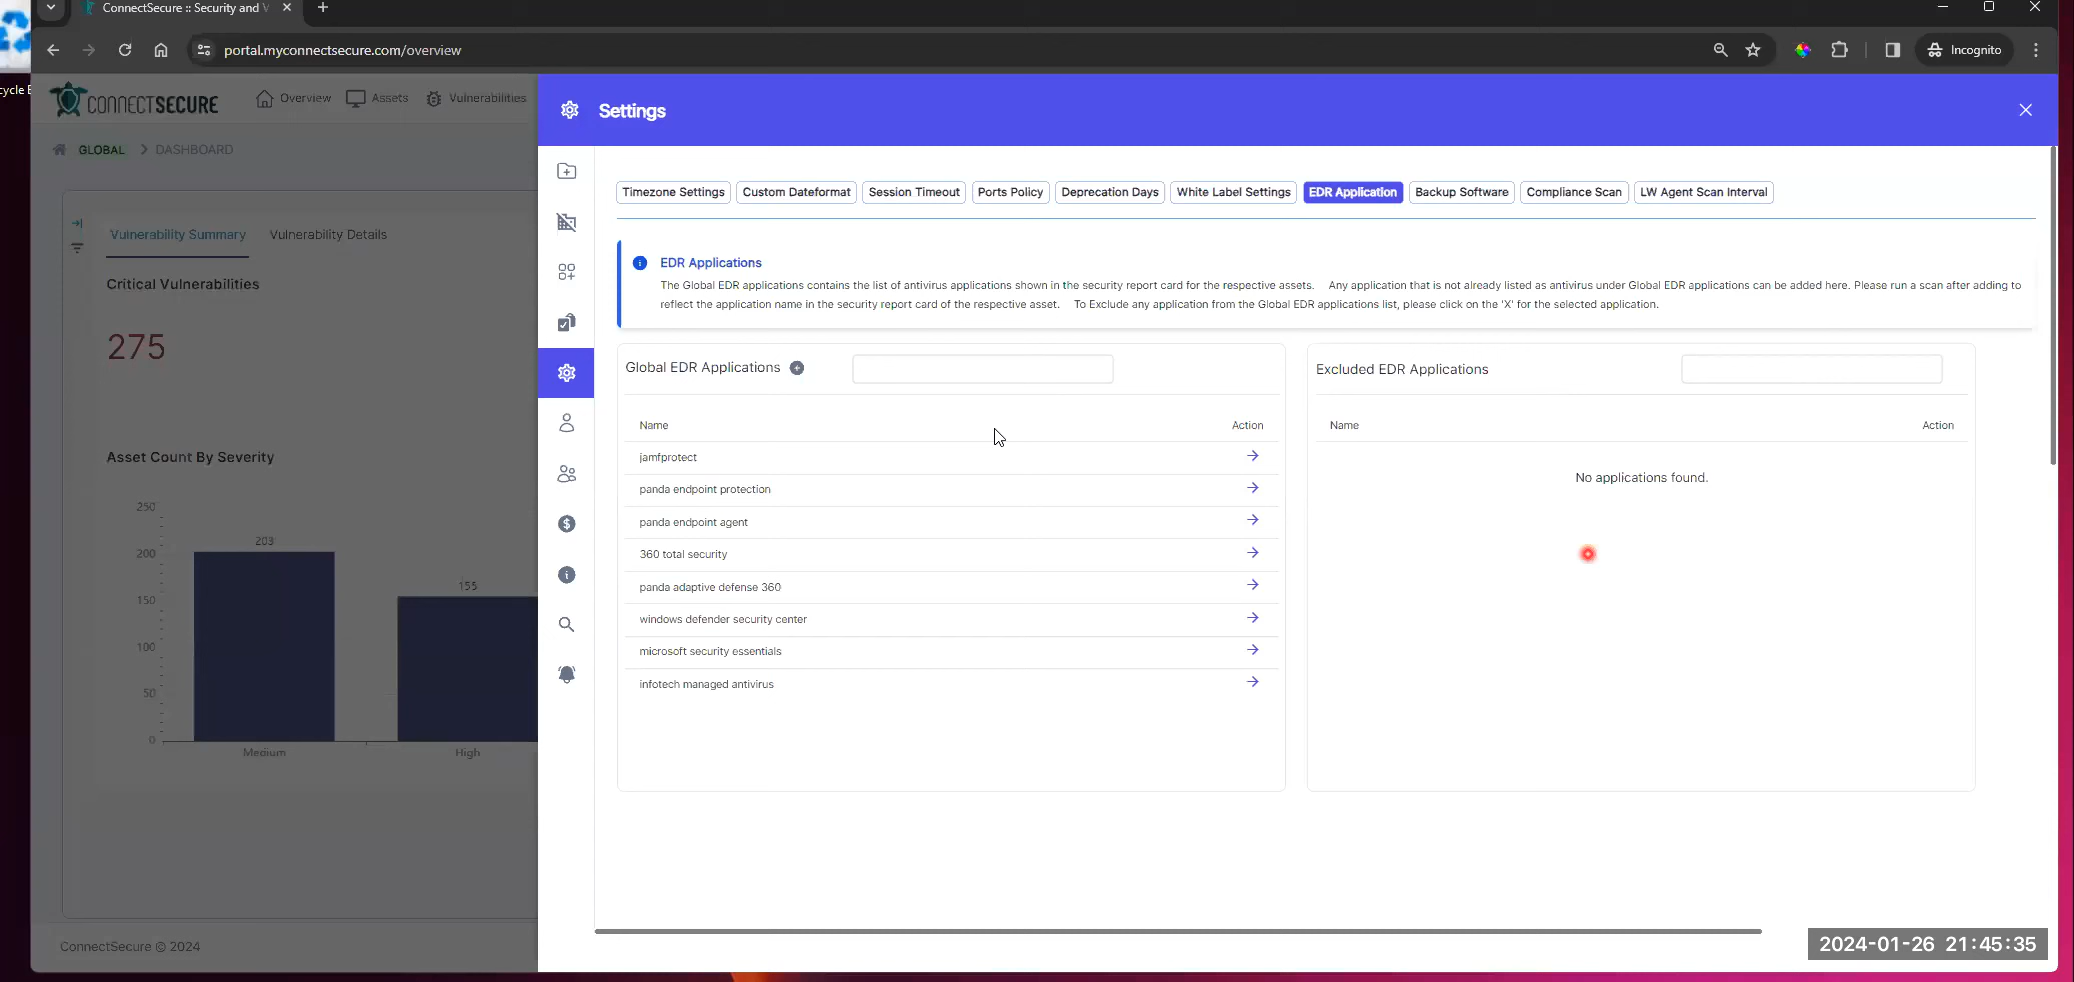 ConnectSecure :: Security and V
portal.myconnectsecure.com/overview
Incognito
cycle
CONNECTSECURE
Overview
Assets
Vulnerabilities
Settings
GLOBAL
DASHBOARD
Timezone Settings
Custom Dateformat
Session Timeout
Ports Policy
Deprecation Days
White Label Settings
EDR Application
Backup Software
Compliance Scan
LW Agent Scan Interval
Vulnerability Summary
Vulnerability Details
Critical Vulnerabilities
275
Asset Count By Severity
250
200
150
100
50
0
203
155
Medium
High
EDR Applications
The Global EDR applications contains the list of antivirus applications shown in the security report card for the respective assets. Any application that is not already listed as antivirus under Global EDR applications can be added here. Please run a scan after adding to
reflect the application name in the security report card of the respective asset. To Exclude any application from the Global EDR applications list, please click on the 'X' for the selected application.
Global EDR Applications
Name
Action
jamfprotect
panda endpoint protection
panda endpoint agent
360 total security
panda adaptive defense 360
windows defender security center
microsoft security essentials
infotech managed antivirus
Excluded EDR Applications
Name
Action
No applications found.
ConnectSecure © 2024
2024-01-26 21:45:35